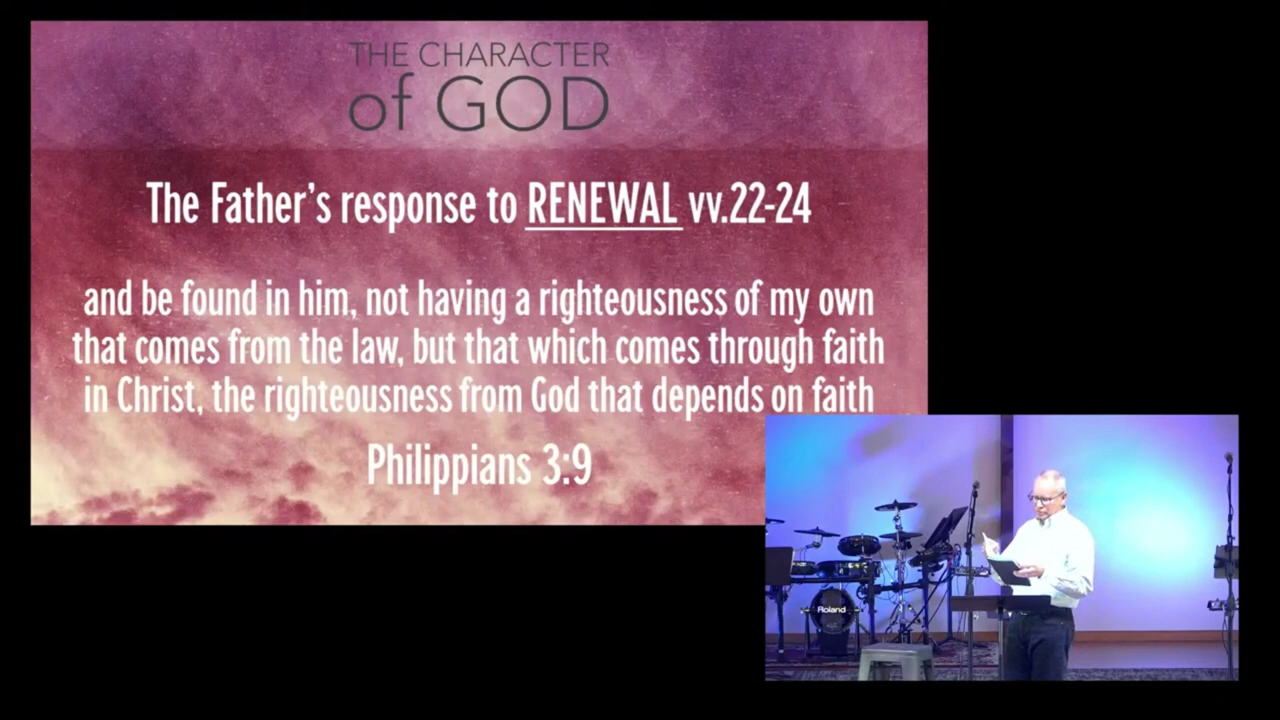 THE CHARACTER
of GOD
The Father's response to RENEWAL vv.22-24
and be found in him, not having a righteousness of my own
that comes from the law, but that which comes through faith
in Christ, the righteousness from God that depends on faith
Philippians 3:9
Roland